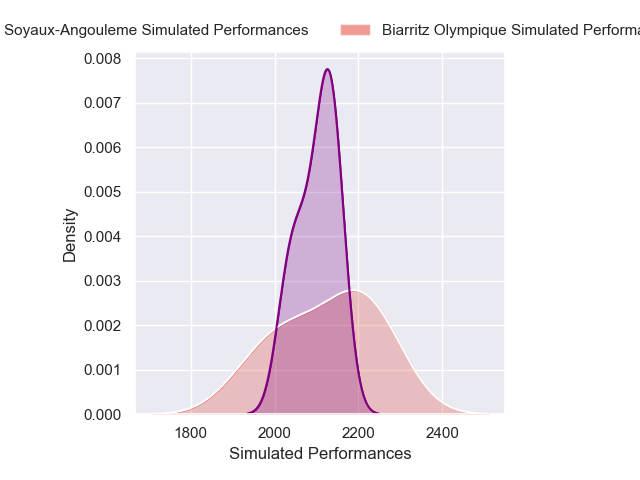 Soyaux-Angouleme Simulated Performances
Biarritz Olympique Simulated
0.008
0.007
0.006
0.005
0.004
0.003
0.002
0.001
0.000
Density
1800 2000 2200 2400
Simulated Performances